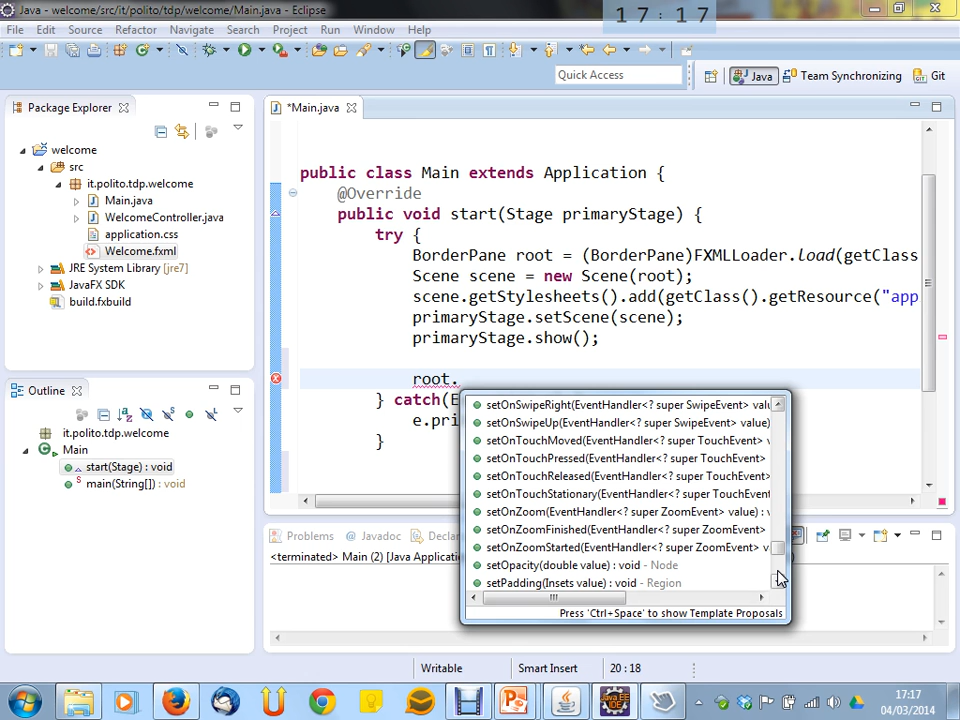 Java - welcome/src/it/polito/tdp/welcome/Main.java - Eclipse
17:17
File Edit Source Refactor Navigate Search Project Run Window Help
Quick Access
Java
Team Synchronizing
Git
Package Explorer
welcome
src
it.polito.tdp.welcome
Main.java
WelcomeController.java
application.css
Welcome.fxml
JRE System Library [jre7]
JavaFX SDK
build.fxbuild
Outline
it.polito.tdp.welcome
Main
start(Stage) : void
main(String[]) : void
*Main.java
public class Main extends Application {
@Override
public void start(Stage primaryStage) {
try {
BorderPane root = (BorderPane)FXMLLoader.load(getClass
Scene scene = new Scene(root);
scene.getStylesheets().add(getClass().getResource("app
primaryStage.setScene(scene);
primaryStage.show();
root.
} catch(E
e.pri
}
setOnSwipeRight(EventHandler<? super SwipeEvent> valu
setOnSwipeUp(EventHandler<? super SwipeEvent> value)
setOnTouchMoved(EventHandler<? super TouchEvent> v
setOnTouchPressed(EventHandler<? super TouchEvent>
setOnTouchReleased(EventHandler<? super TouchEvent>
setOnTouchStationary(EventHandler<? super TouchEvent
setOnZoom(EventHandler<? super ZoomEvent> value) : v
setOnZoomFinished(EventHandler<? super ZoomEvent>
setOnZoomStarted(EventHandler<? super ZoomEvent> v
setOpacity(double value) : void - Node
setPadding(Insets value) : void - Region
Press 'Ctrl+Space' to show Template Proposals
Problems
Javadoc
Declar
<terminated> Main (2) [Java Applicatio
Writable
Smart Insert
20 : 18
17:17
04/03/2014